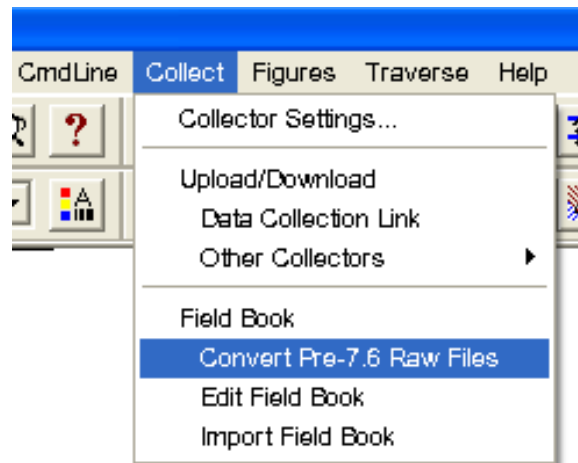 CmdLine Collect Figures Traverse Help
?
A
Collector Settings...
Upload/Download
Data Collection Link
Other Collectors
Field Book
Convert Pre-7.6 Raw Files
Edit Field Book
Import Field Book